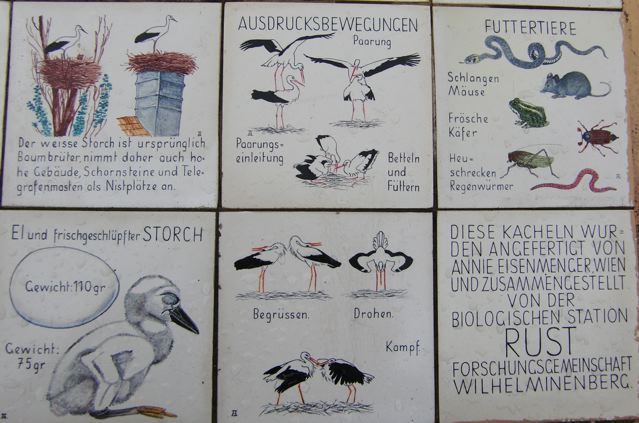 Der weisse Storch ist ursprünglich
Baumbrüter, nimmt daher auch ho-
he Gebäude, Schornsteine und Tele-
grafenmasten als Nistplätze an.
AUSDRUCKSBEWEGUNGEN
Paarung
Paarungs=
einleitung
Betteln
und
Füttern
FUTTERTIERE
Schlangen
Mäuse
Frösche
Käfer
Heu=
schrecken
Regenwürmer
EI und frischgeschlüpfter STORCH
Gewicht: 110 gr
Gewicht:
75 gr
Begrüssen.
Drohen.
Kampf.
DIESE KACHELN WUR=
DEN ANGEFERTIGT VON
ANNIE EISENMENGER, WIEN
UND ZUSAMMENGESTELLT
VON DER
BIOLOGISCHEN STATION
RUST
FORSCHUNGSGEMEINSCHAFT
WILHELMINENBERG.